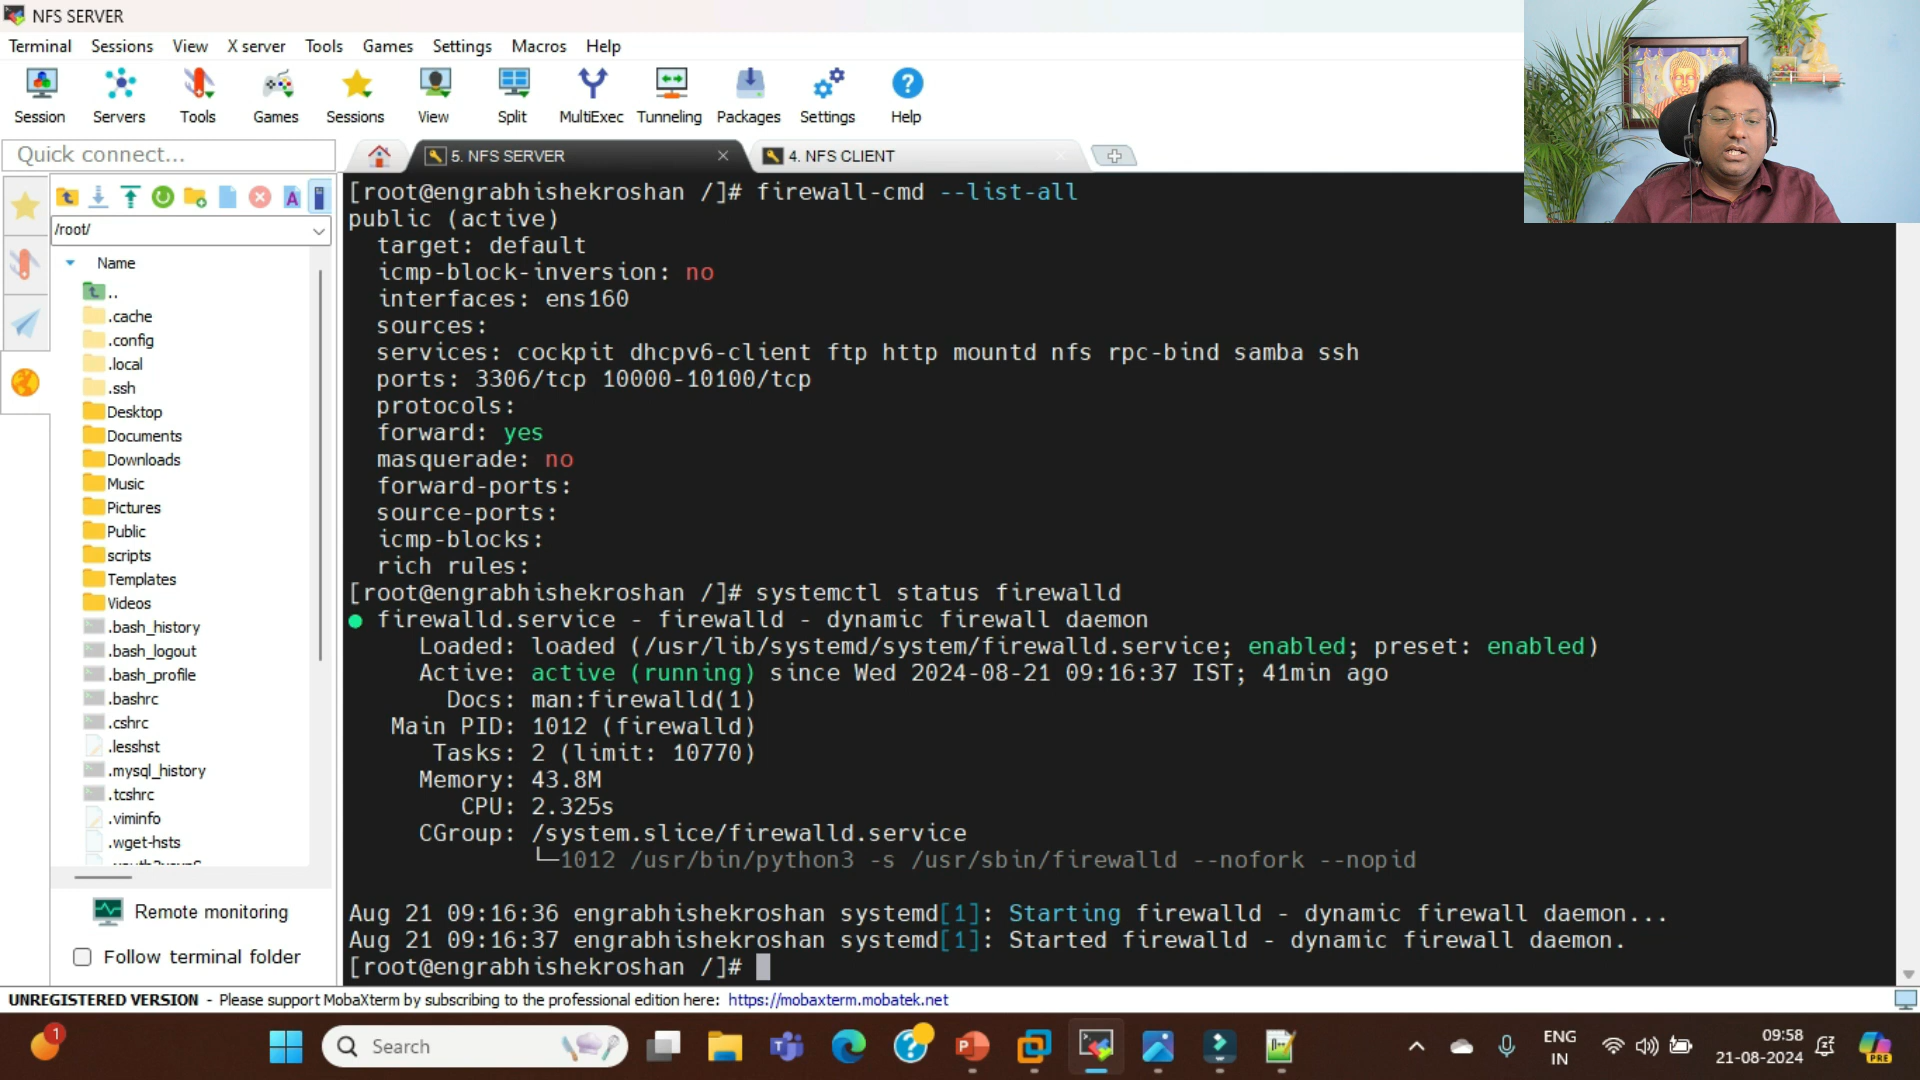 NFS SERVER
Terminal Sessions View X server Tools Games Settings Macros Help
Session Servers Tools Games Sessions View Split MultiExec Tunneling Packages Settings Help
Quick connect...
5. NFS SERVER
4. NFS CLIENT
/root/
Name
..
.cache
.config
.local
.ssh
Desktop
Documents
Downloads
Music
Pictures
Public
scripts
Templates
Videos
.bash_history
.bash_logout
.bash_profile
.bashrc
.cshrc
.lesshst
.mysql_history
.tcshrc
.viminfo
.wget-hsts
Remote monitoring
Follow terminal folder
[root@engrabhishekroshan /]# firewall-cmd --list-all
public (active)
target: default
icmp-block-inversion: no
interfaces: ens160
sources:
services: cockpit dhcpv6-client ftp http mountd nfs rpc-bind samba ssh
ports: 3306/tcp 10000-10100/tcp
protocols:
forward: yes
masquerade: no
forward-ports:
source-ports:
icmp-blocks:
rich rules:
[root@engrabhishekroshan /]# systemctl status firewalld
● firewalld.service - firewalld - dynamic firewall daemon
Loaded: loaded (/usr/lib/systemd/system/firewalld.service; enabled; preset: enabled)
Active: active (running) since Wed 2024-08-21 09:16:37 IST; 41min ago
Docs: man:firewalld(1)
Main PID: 1012 (firewalld)
Tasks: 2 (limit: 10770)
Memory: 43.8M
CPU: 2.325s
CGroup: /system.slice/firewalld.service
└─1012 /usr/bin/python3 -s /usr/sbin/firewalld --nofork --nopid
Aug 21 09:16:36 engrabhishekroshan systemd[1]: Starting firewalld - dynamic firewall daemon...
Aug 21 09:16:37 engrabhishekroshan systemd[1]: Started firewalld - dynamic firewall daemon.
[root@engrabhishekroshan /]#
UNREGISTERED VERSION - Please support MobaXterm by subscribing to the professional edition here: https://mobaxterm.mobatek.net
1
Search
ENG
IN
09:58
21-08-2024
PRE